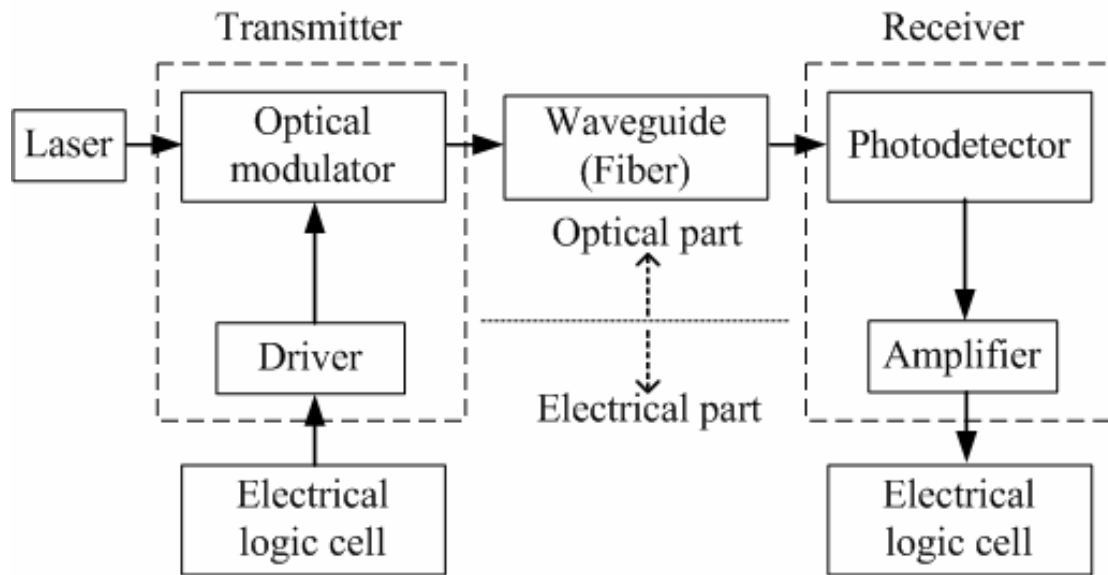 Transmitter
Receiver
Laser
Optical
modulator
Waveguide
(Fiber)
Photodetector
Optical part
Driver
Amplifier
Electrical part
Electrical
logic cell
Electrical
logic cell